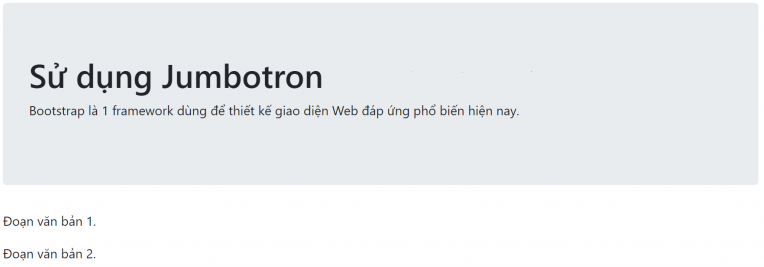 Sử dụng Jumbotron
Bootstrap là 1 framework dùng để thiết kế giao diện Web đáp ứng phổ biến hiện nay.
Đoạn văn bản 1.
Đoạn văn bản 2.